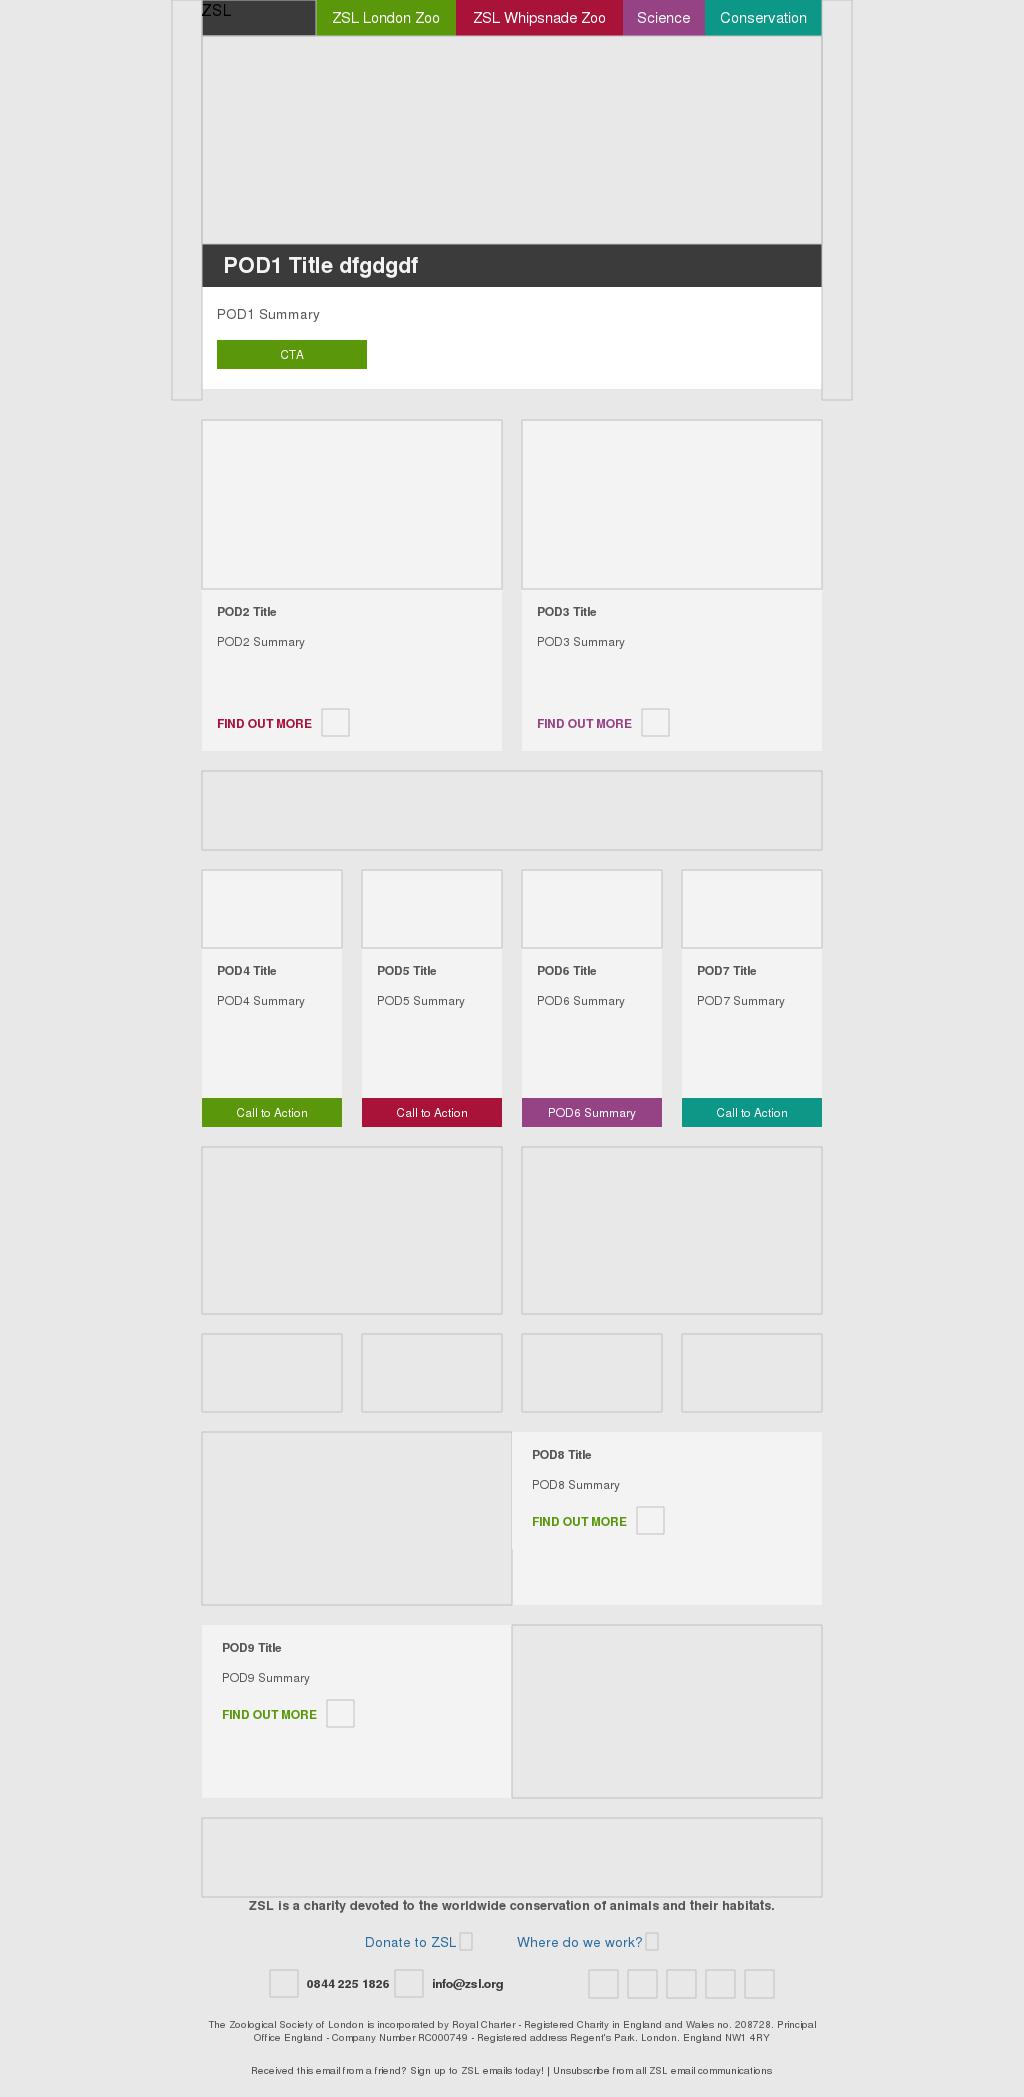 ZSL
ZSL London Zoo
ZSL Whipsnade Zoo
Science
Conservation
POD1 Title dfgdgdf
POD1 Summary
CTA
POD2 Title
POD2 Summary
FIND OUT MORE
POD3 Title
POD3 Summary
FIND OUT MORE
POD4 Title
POD4 Summary
Call to Action
POD5 Title
POD5 Summary
Call to Action
POD6 Title
POD6 Summary
POD6 Summary
POD7 Title
POD7 Summary
Call to Action
POD8 Title
POD8 Summary
FIND OUT MORE
POD9 Title
POD9 Summary
FIND OUT MORE
ZSL is a charity devoted to the worldwide conservation of animals and their habitats.
Donate to ZSL
Where do we work?
0844 225 1826
info@zsl.org
The Zoological Society of London is incorporated by Royal Charter - Registered Charity in England and Wales no. 208728. Principal
Office England - Company Number RC000749 - Registered address Regent's Park. London. England NW1 4RY
Received this email from a friend? Sign up to ZSL emails today! | Unsubscribe from all ZSL email communications